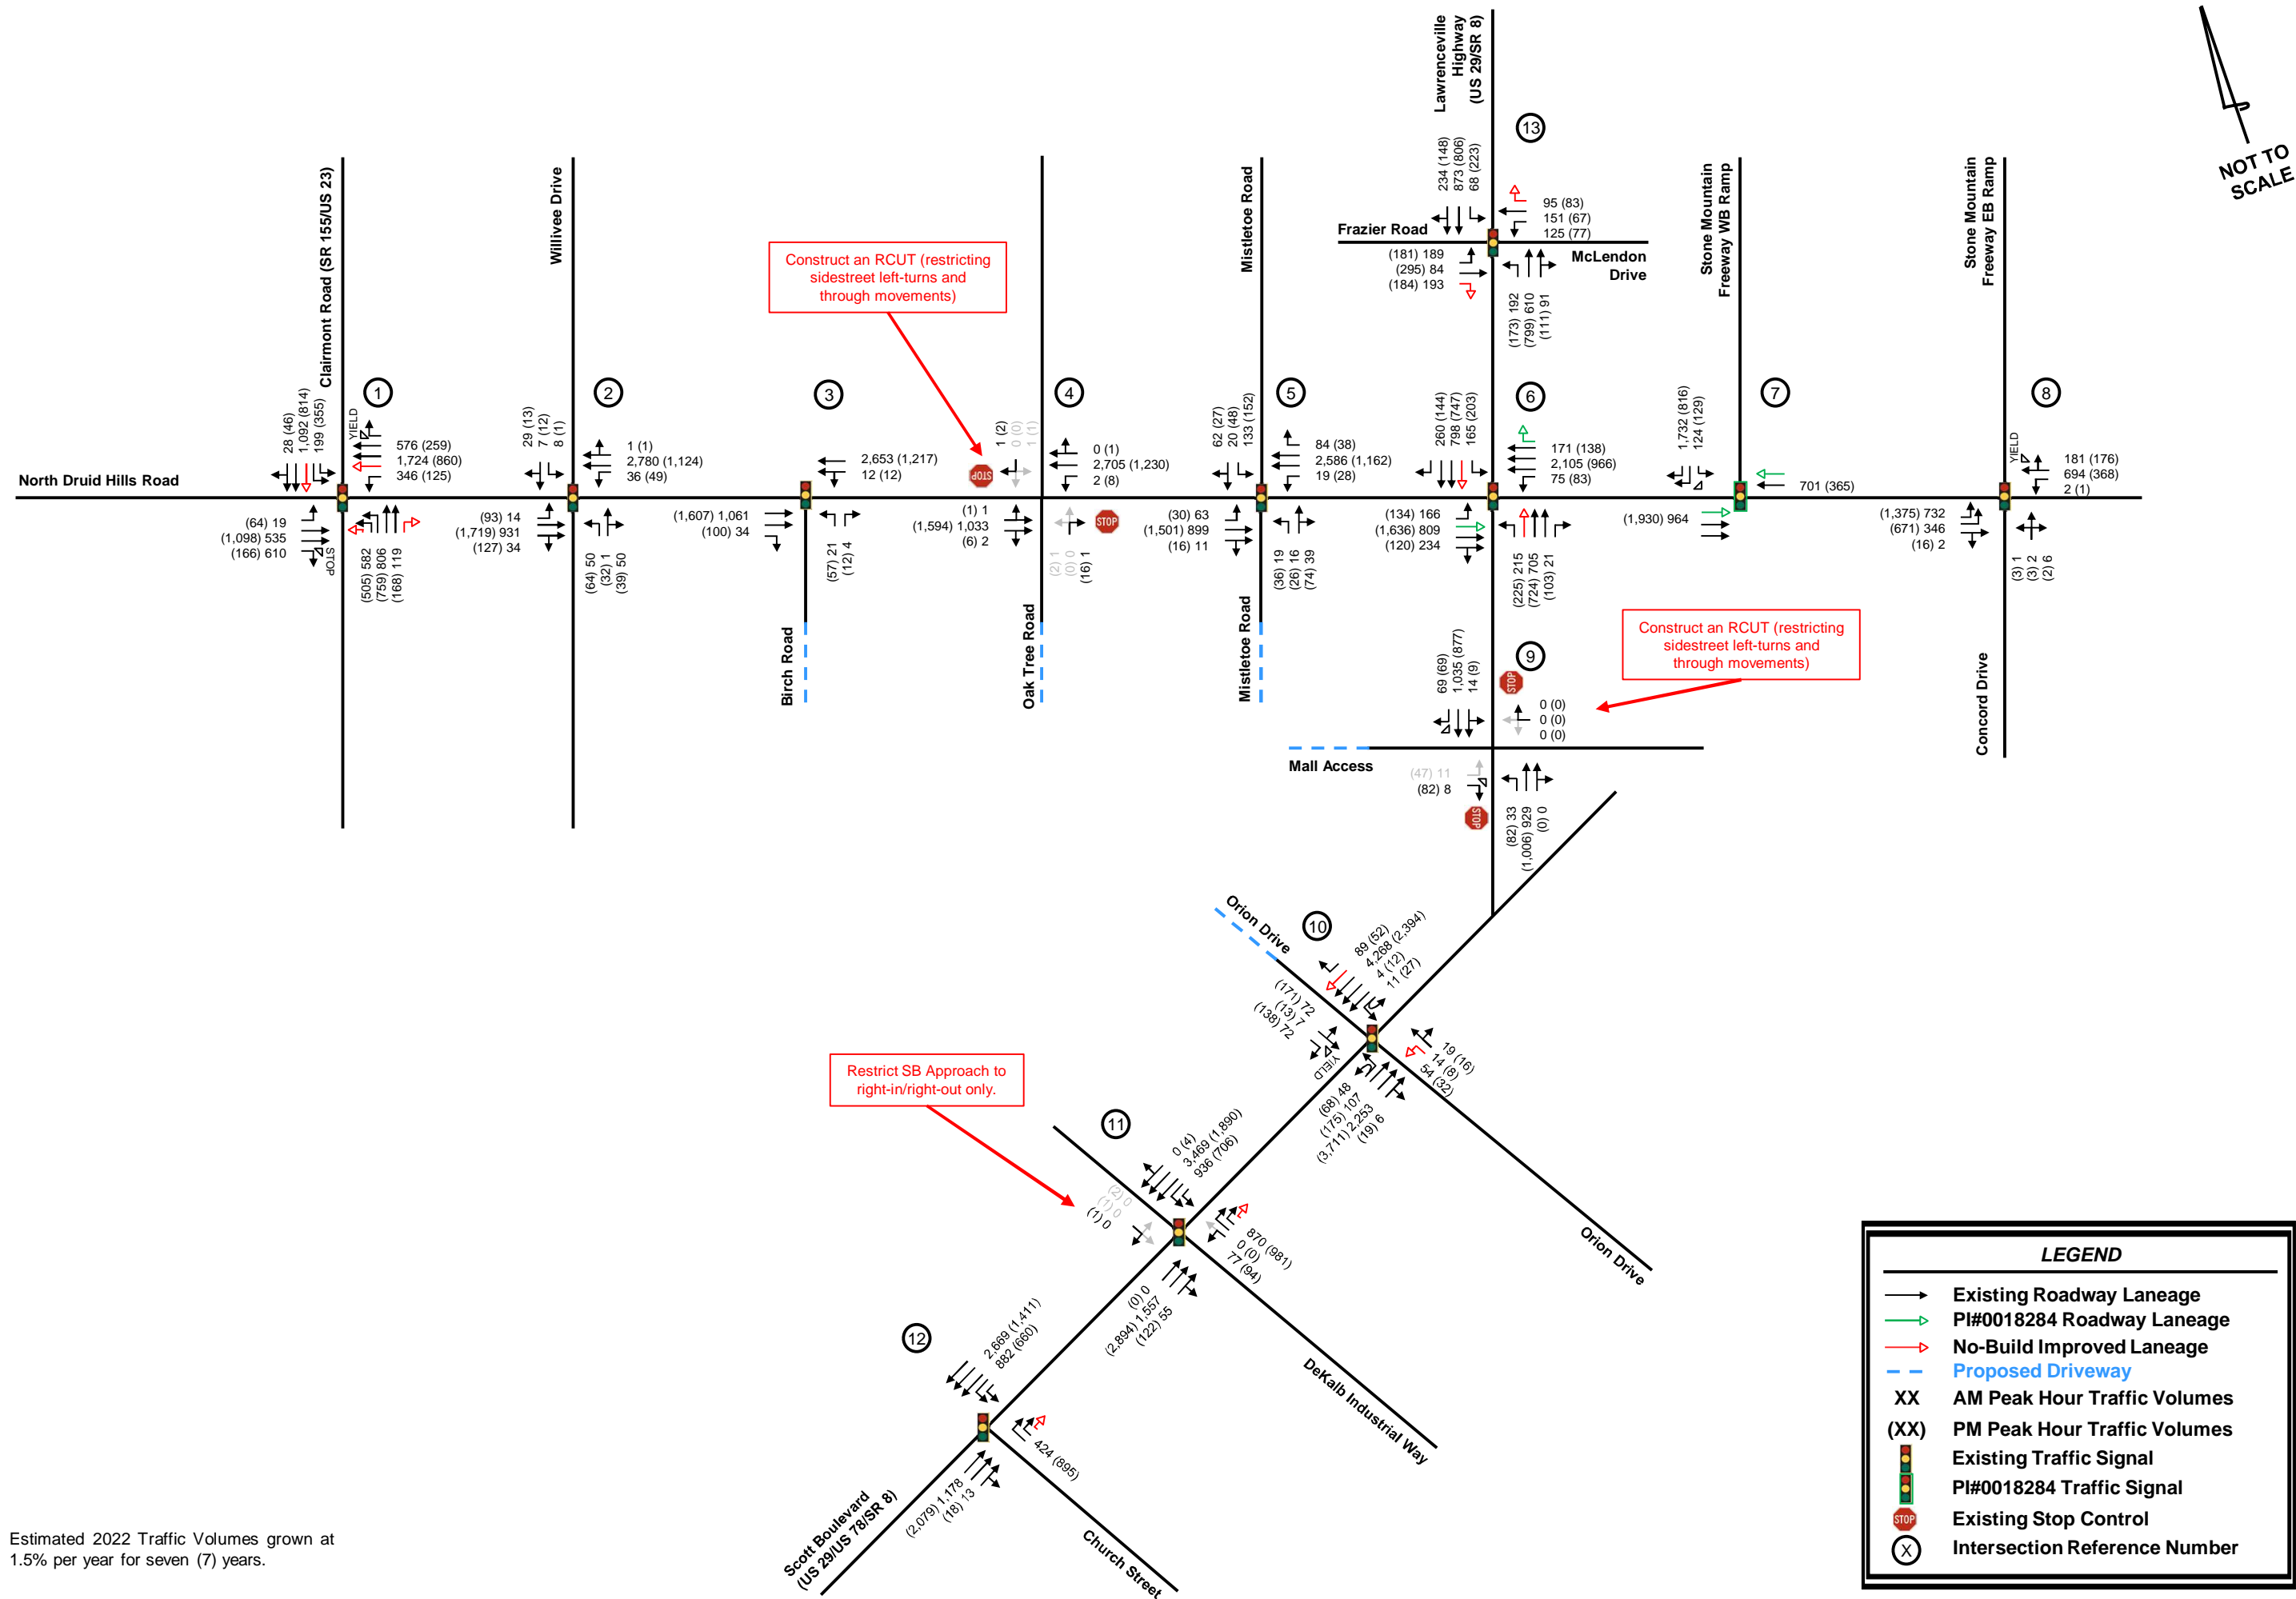 NOT TO
SCALE
Lawrenceville
Highway
(US 29/SR 8)
13
234 (148)
873 (806)
68 (223)
95 (83)
151 (67)
125 (77)
Frazier Road
McLendon
Drive
(181) 189
(295) 84
(184) 193
(173) 192
(799) 610
(111) 91
Clairmont Road (SR 155/US 23)
Willivee Drive
Mistletoe Road
Stone Mountain
Freeway WB Ramp
Stone Mountain
Freeway EB Ramp
Construct an RCUT (restricting
sidestreet left-turns and
through movements)
North Druid Hills Road
1
28 (46)
1,092 (814)
199 (355)
YIELD
576 (259)
1,724 (860)
346 (125)
(64) 19
(1,098) 535
(166) 610
STOP
(505) 582
(759) 806
(168) 119
2
29 (13)
7 (12)
8 (1)
1 (1)
2,780 (1,124)
36 (49)
(93) 14
(1,719) 931
(127) 34
(64) 50
(32) 1
(39) 50
3
2,653 (1,217)
12 (12)
(1,607) 1,061
(100) 34
(57) 21
(12) 4
Birch Road
4
STOP
1 (2)
0 (0)
1 (1)
0 (1)
2,705 (1,230)
2 (8)
(1) 1
(1,594) 1,033
(6) 2
STOP
(2) 1
(0) 0
(16) 1
Oak Tree Road
5
62 (27)
20 (48)
133 (152)
84 (38)
2,586 (1,162)
19 (28)
(30) 63
(1,501) 899
(16) 11
(36) 19
(26) 16
(74) 39
Mistletoe Road
6
260 (144)
798 (747)
165 (203)
171 (138)
2,105 (966)
75 (83)
(134) 166
(1,636) 809
(120) 234
(225) 215
(724) 705
(103) 21
7
1,732 (816)
124 (129)
701 (365)
(1,930) 964
8
YIELD
181 (176)
694 (368)
2 (1)
(1,375) 732
(671) 346
(16) 2
(3) 1
(3) 2
(2) 6
Concord Drive
Construct an RCUT (restricting
sidestreet left-turns and
through movements)
9
STOP
69 (69)
1,035 (877)
14 (9)
0 (0)
0 (0)
0 (0)
Mall Access
(47) 11
(82) 8
STOP
(82) 33
(1,006) 929
(0) 0
Orion Drive
10
89 (52)
4,268 (2,394)
4 (12)
11 (27)
(171) 72
(13) 7
(138) 72
YIELD
19 (16)
14 (8)
54 (32)
(68) 48
(175) 107
(3,711) 2,253
(19) 6
Orion Drive
Restrict SB Approach to
right-in/right-out only.
11
0 (4)
3,469 (1,890)
936 (706)
(2) 0
(1) 0
(1) 0
870 (981)
0 (0)
77 (94)
(0) 0
(2,894) 1,557
(122) 55
DeKalb Industrial Way
12
2,669 (1,411)
882 (660)
424 (895)
(2,079) 1,178
(18) 13
Scott Boulevard
(US 29/US 78/SR 8)
Church Street
Estimated 2022 Traffic Volumes grown at
1.5% per year for seven (7) years.
LEGEND
Existing Roadway Laneage
PI#0018284 Roadway Laneage
No-Build Improved Laneage
Proposed Driveway
XX AM Peak Hour Traffic Volumes
(XX) PM Peak Hour Traffic Volumes
Existing Traffic Signal
PI#0018284 Traffic Signal
STOP Existing Stop Control
X Intersection Reference Number